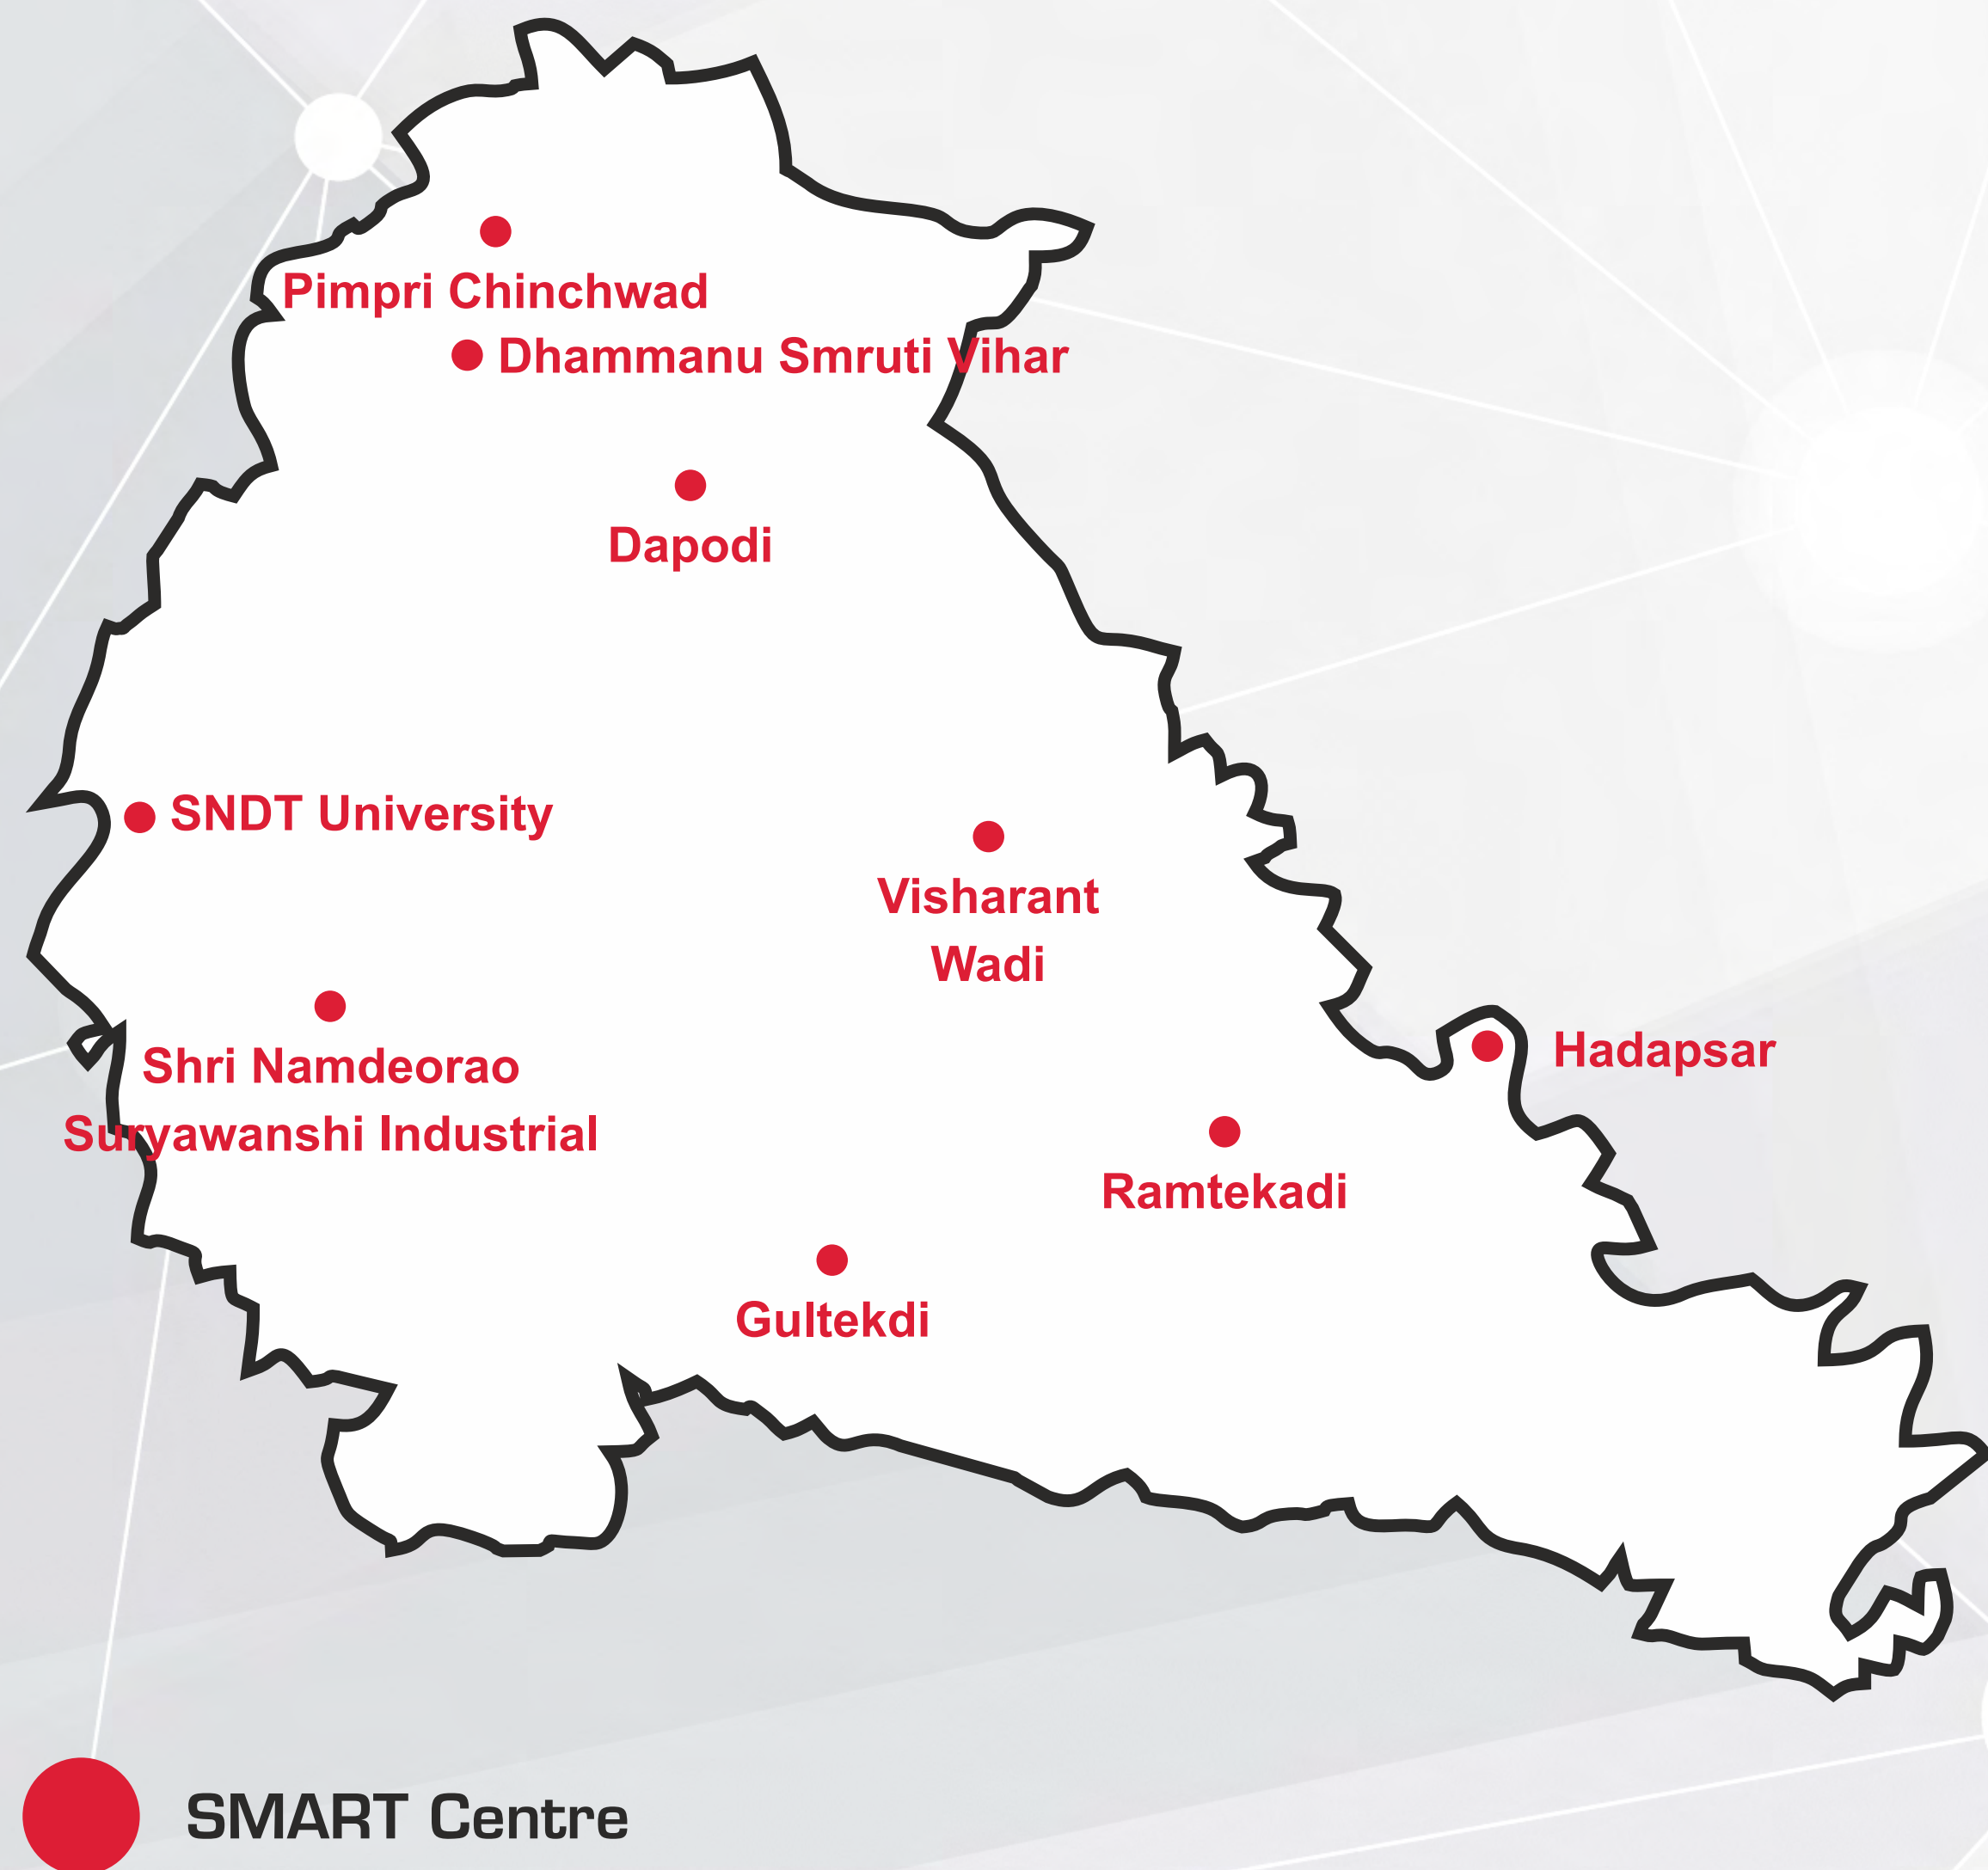 Pimpri Chinchwad
Dhammanu Smruti Vihar
Dapodi
SNDT University
Visharant
Wadi
Shri Namdeorao
Suryawanshi Industrial
Hadapsar
Ramtekadi
Gultekdi
SMART Centre